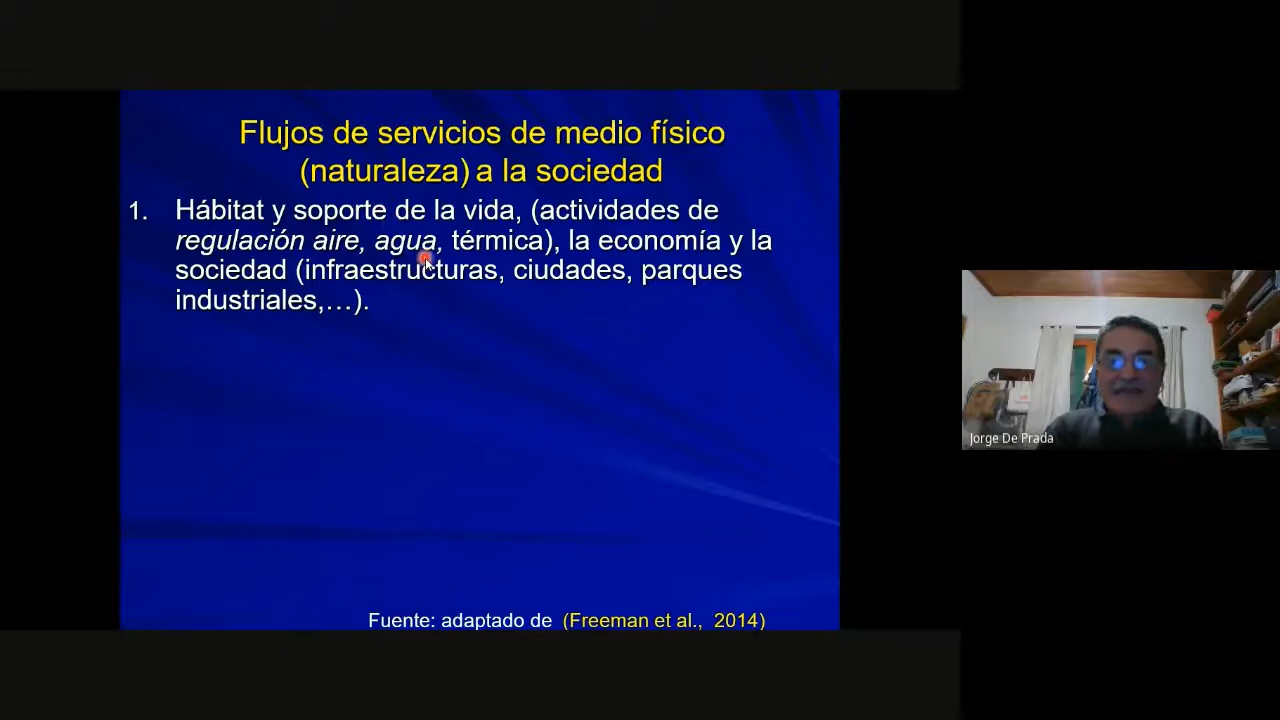 Flujos de servicios de medio físico
(naturaleza) a la sociedad
1. Hábitat y soporte de la vida, (actividades de
regulación aire, agua, térmica), la economía y la
sociedad (infraestructuras, ciudades, parques
industriales,…).
Fuente: adaptado de (Freeman et al., 2014)
Jorge De Prada